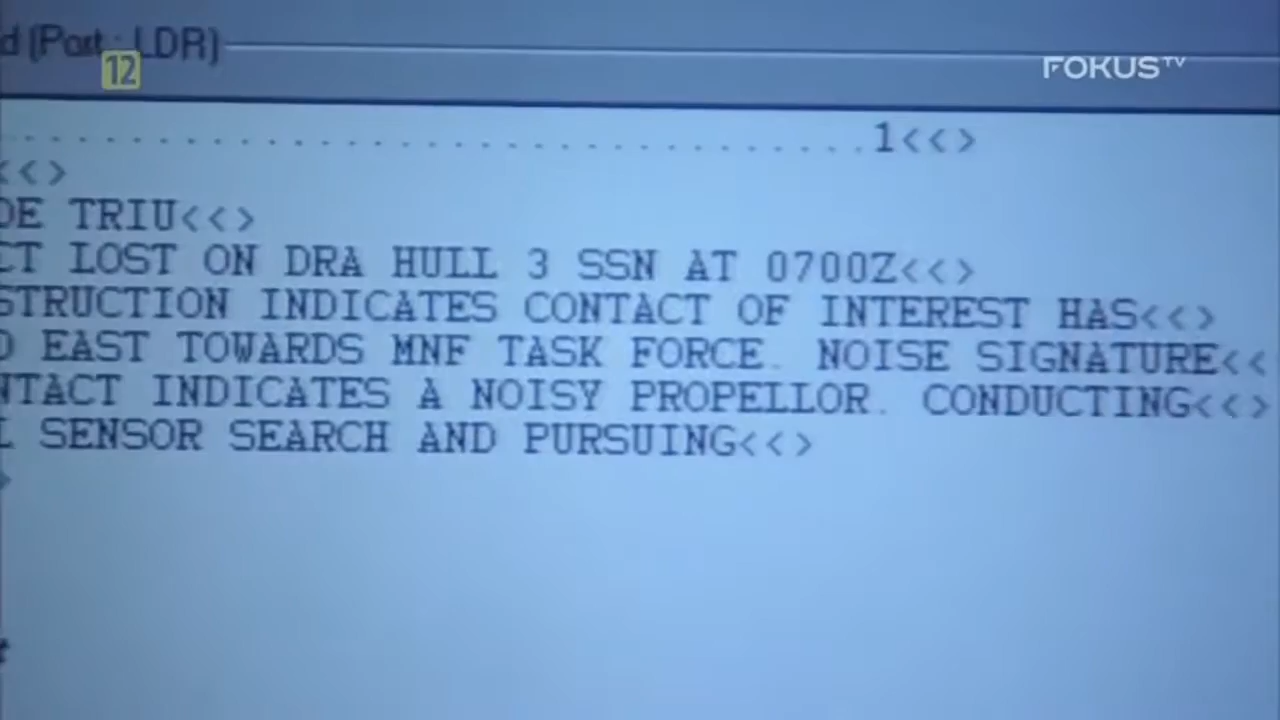 d (Port : LDR)
12
FOKUS TV
......................................1<<>
<<>
DE TRIU<<>
CT LOST ON DRA HULL 3 SSN AT 0700Z<<>
STRUCTION INDICATES CONTACT OF INTEREST HAS<<>
D EAST TOWARDS MNF TASK FORCE. NOISE SIGNATURE<<
NTACT INDICATES A NOISY PROPELLOR. CONDUCTING<<>
L SENSOR SEARCH AND PURSUING<<>
>